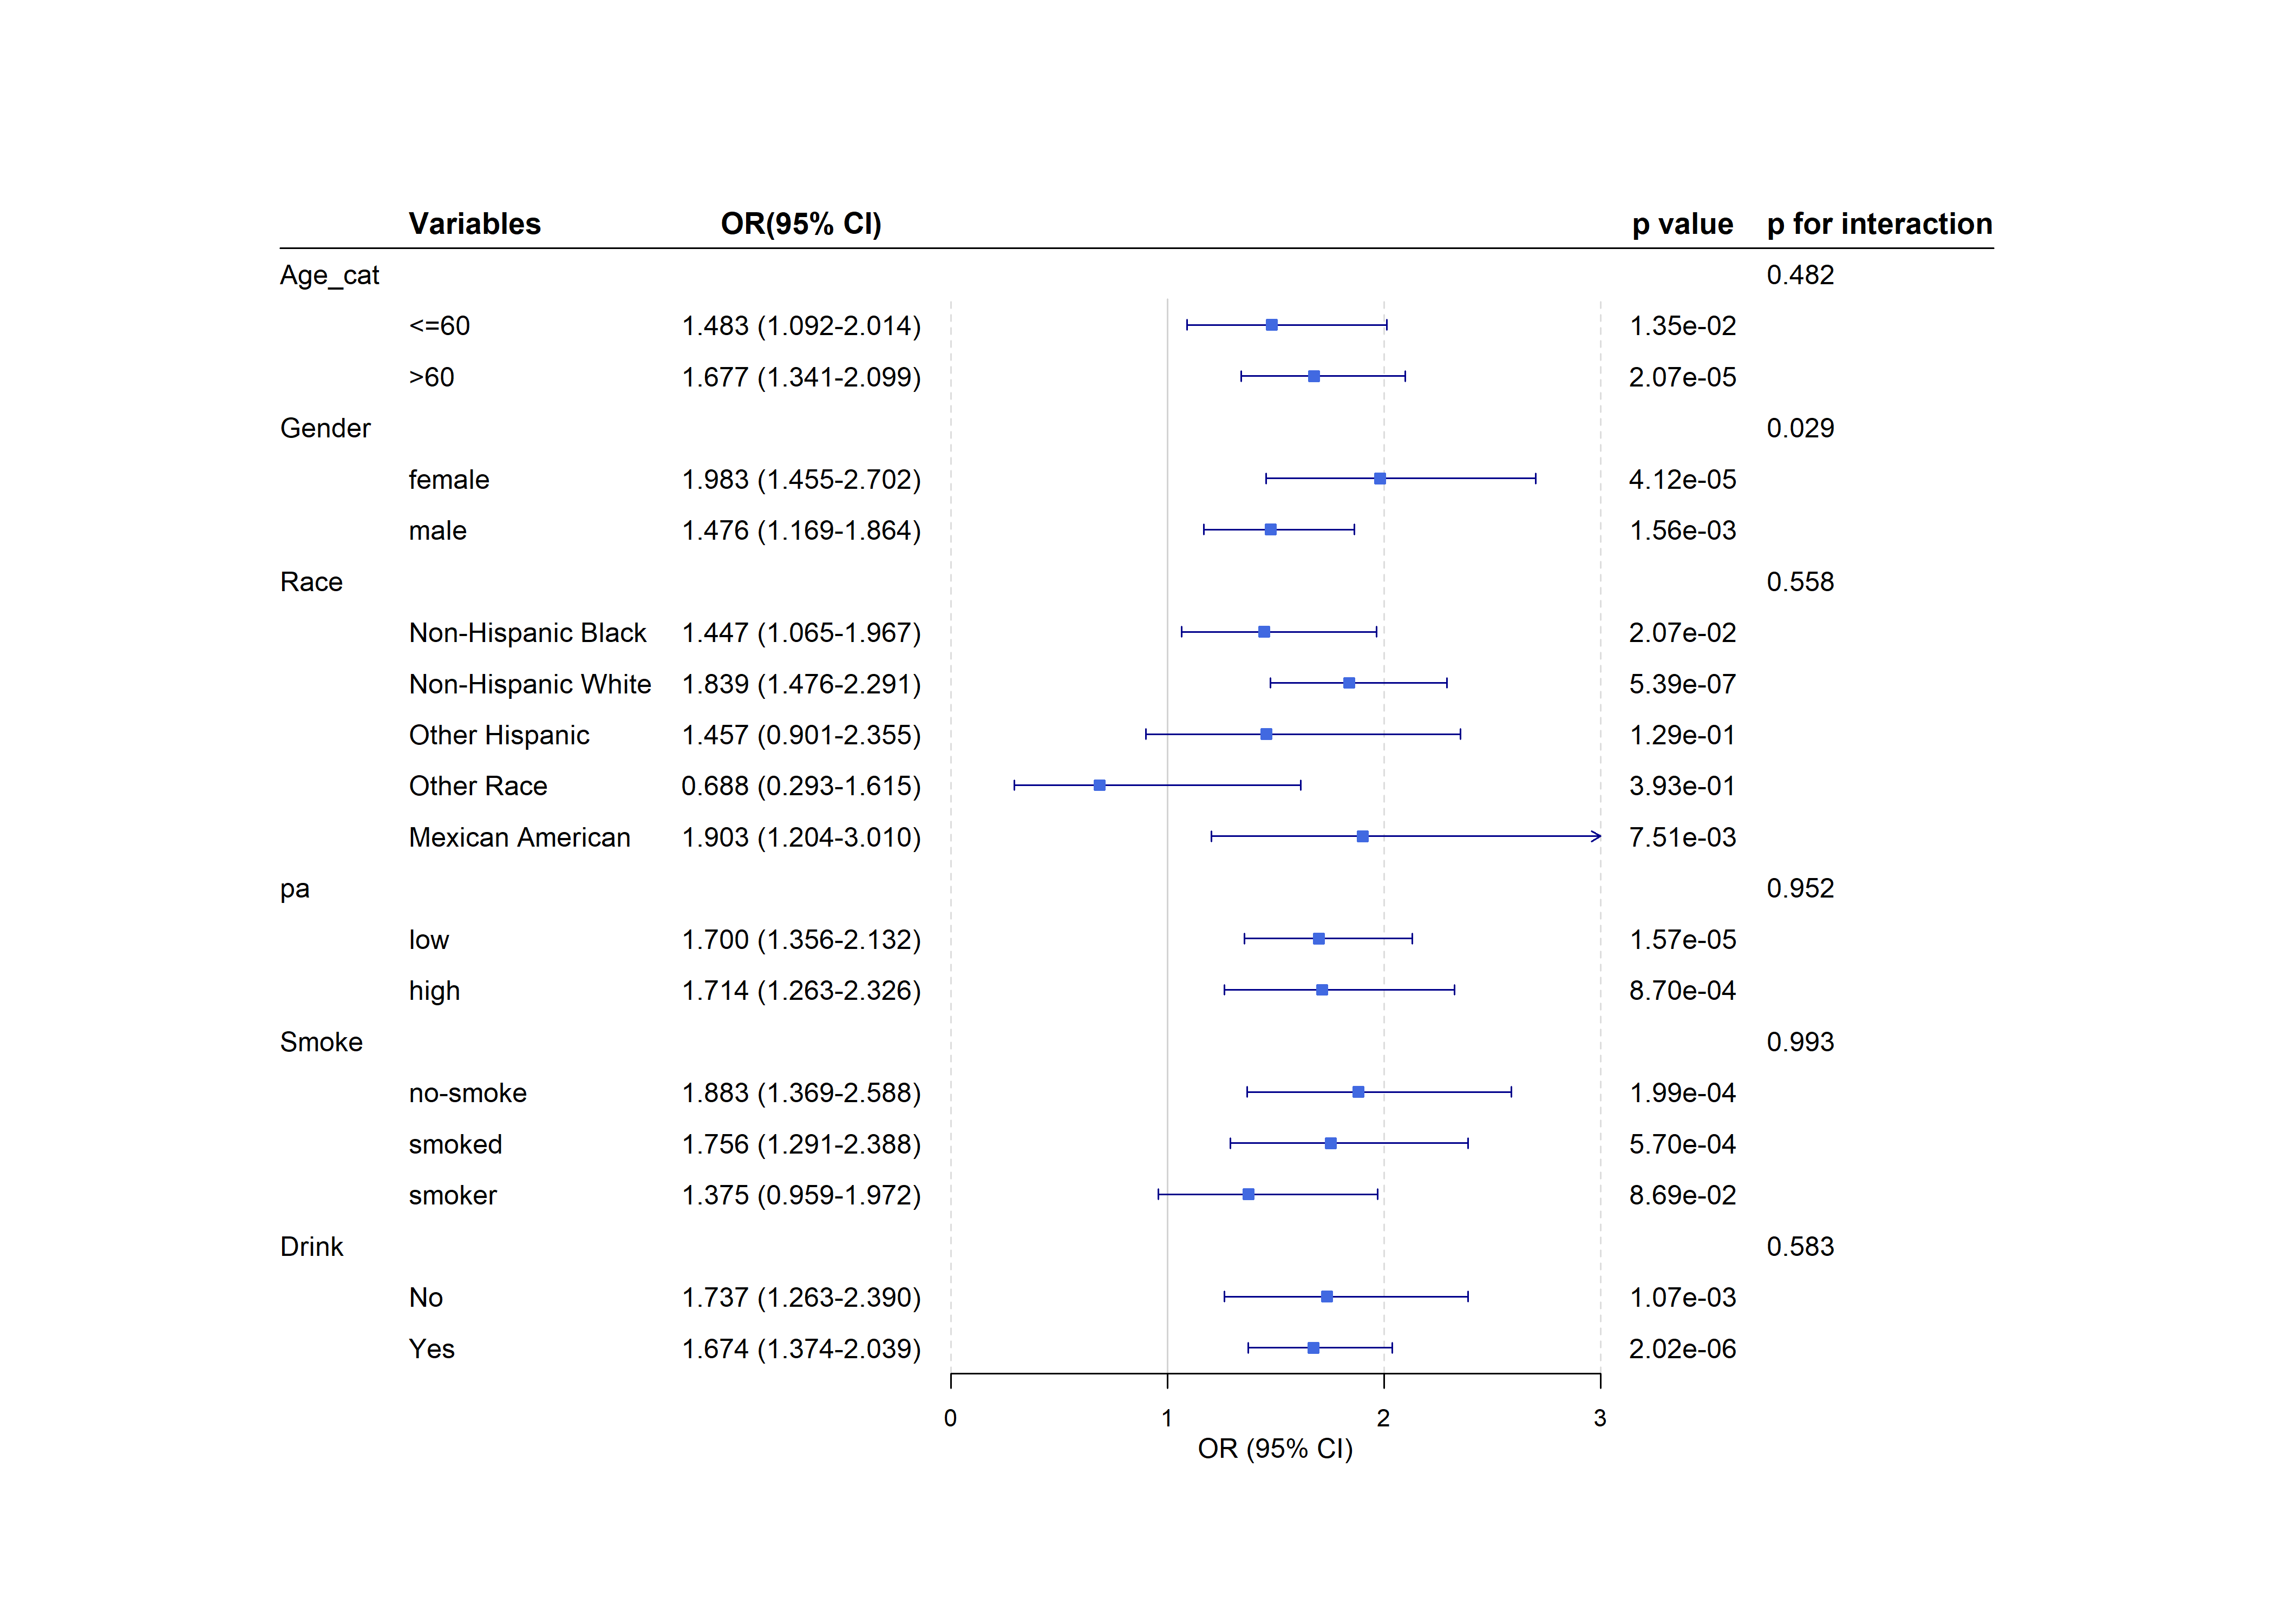 Variables OR(95% CI) p value p for interaction
Age_cat 0.482
<=60 1.483 (1.092-2.014) 1.35e-02
>60 1.677 (1.341-2.099) 2.07e-05
Gender 0.029
female 1.983 (1.455-2.702) 4.12e-05
male 1.476 (1.169-1.864) 1.56e-03
Race 0.558
Non-Hispanic Black 1.447 (1.065-1.967) 2.07e-02
Non-Hispanic White 1.839 (1.476-2.291) 5.39e-07
Other Hispanic 1.457 (0.901-2.355) 1.29e-01
Other Race 0.688 (0.293-1.615) 3.93e-01
Mexican American 1.903 (1.204-3.010) 7.51e-03
pa 0.952
low 1.700 (1.356-2.132) 1.57e-05
high 1.714 (1.263-2.326) 8.70e-04
Smoke 0.993
no-smoke 1.883 (1.369-2.588) 1.99e-04
smoked 1.756 (1.291-2.388) 5.70e-04
smoker 1.375 (0.959-1.972) 8.69e-02
Drink 0.583
No 1.737 (1.263-2.390) 1.07e-03
Yes 1.674 (1.374-2.039) 2.02e-06
0 1 2 3
OR (95% CI)